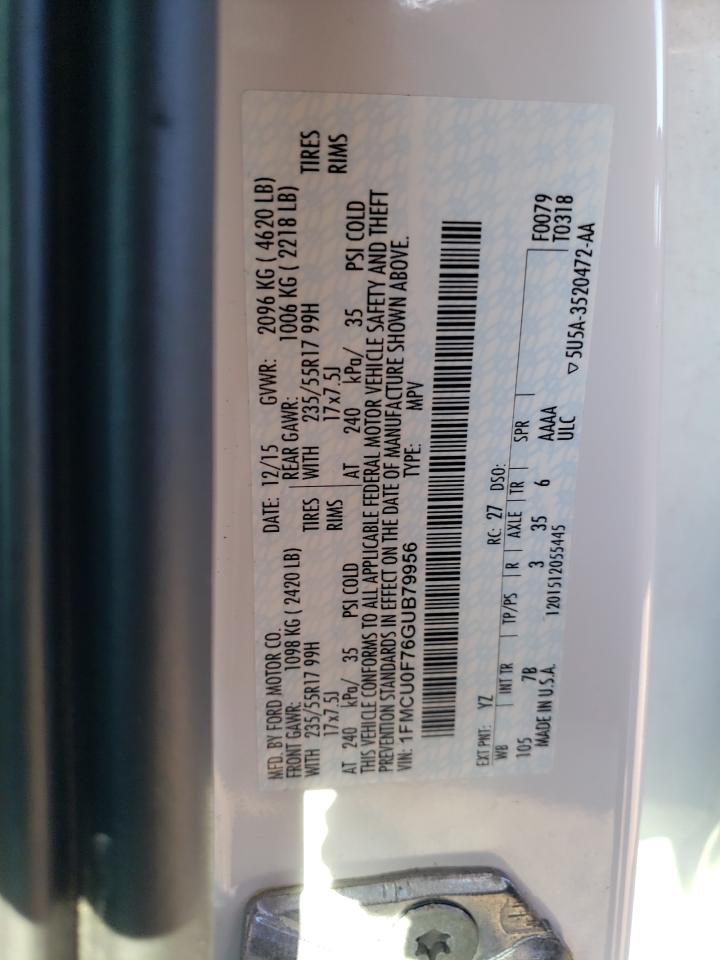 MFD. BY FORD MOTOR CO.
DATE: 12/15 GVWR: 2096 KG ( 4620 LB)
FRONT GAWR: 1098 KG ( 2420 LB) REAR GAWR: 1006 KG ( 2218 LB)
WITH 235/55R17 99H TIRES WITH 235/55R17 99H TIRES
17x7.5J RIMS 17x7.5J RIMS
AT 240 kPa/ 35 PSI COLD AT 240 kPa/ 35 PSI COLD
THIS VEHICLE CONFORMS TO ALL APPLICABLE FEDERAL MOTOR VEHICLE SAFETY AND THEFT
PREVENTION STANDARDS IN EFFECT ON THE DATE OF MANUFACTURE SHOWN ABOVE.
VIN: 1FMCU0F76GUB79956 TYPE: MPV
EXT PNT: YZ RC: 27 DSO:
WB INT TR TP/PS R AXLE TR SPR F0079
105 7B 3 35 6 AAAA T0318
MADE IN U.S.A. 1201512055445 ULC
▽5U5A-3520472-AA